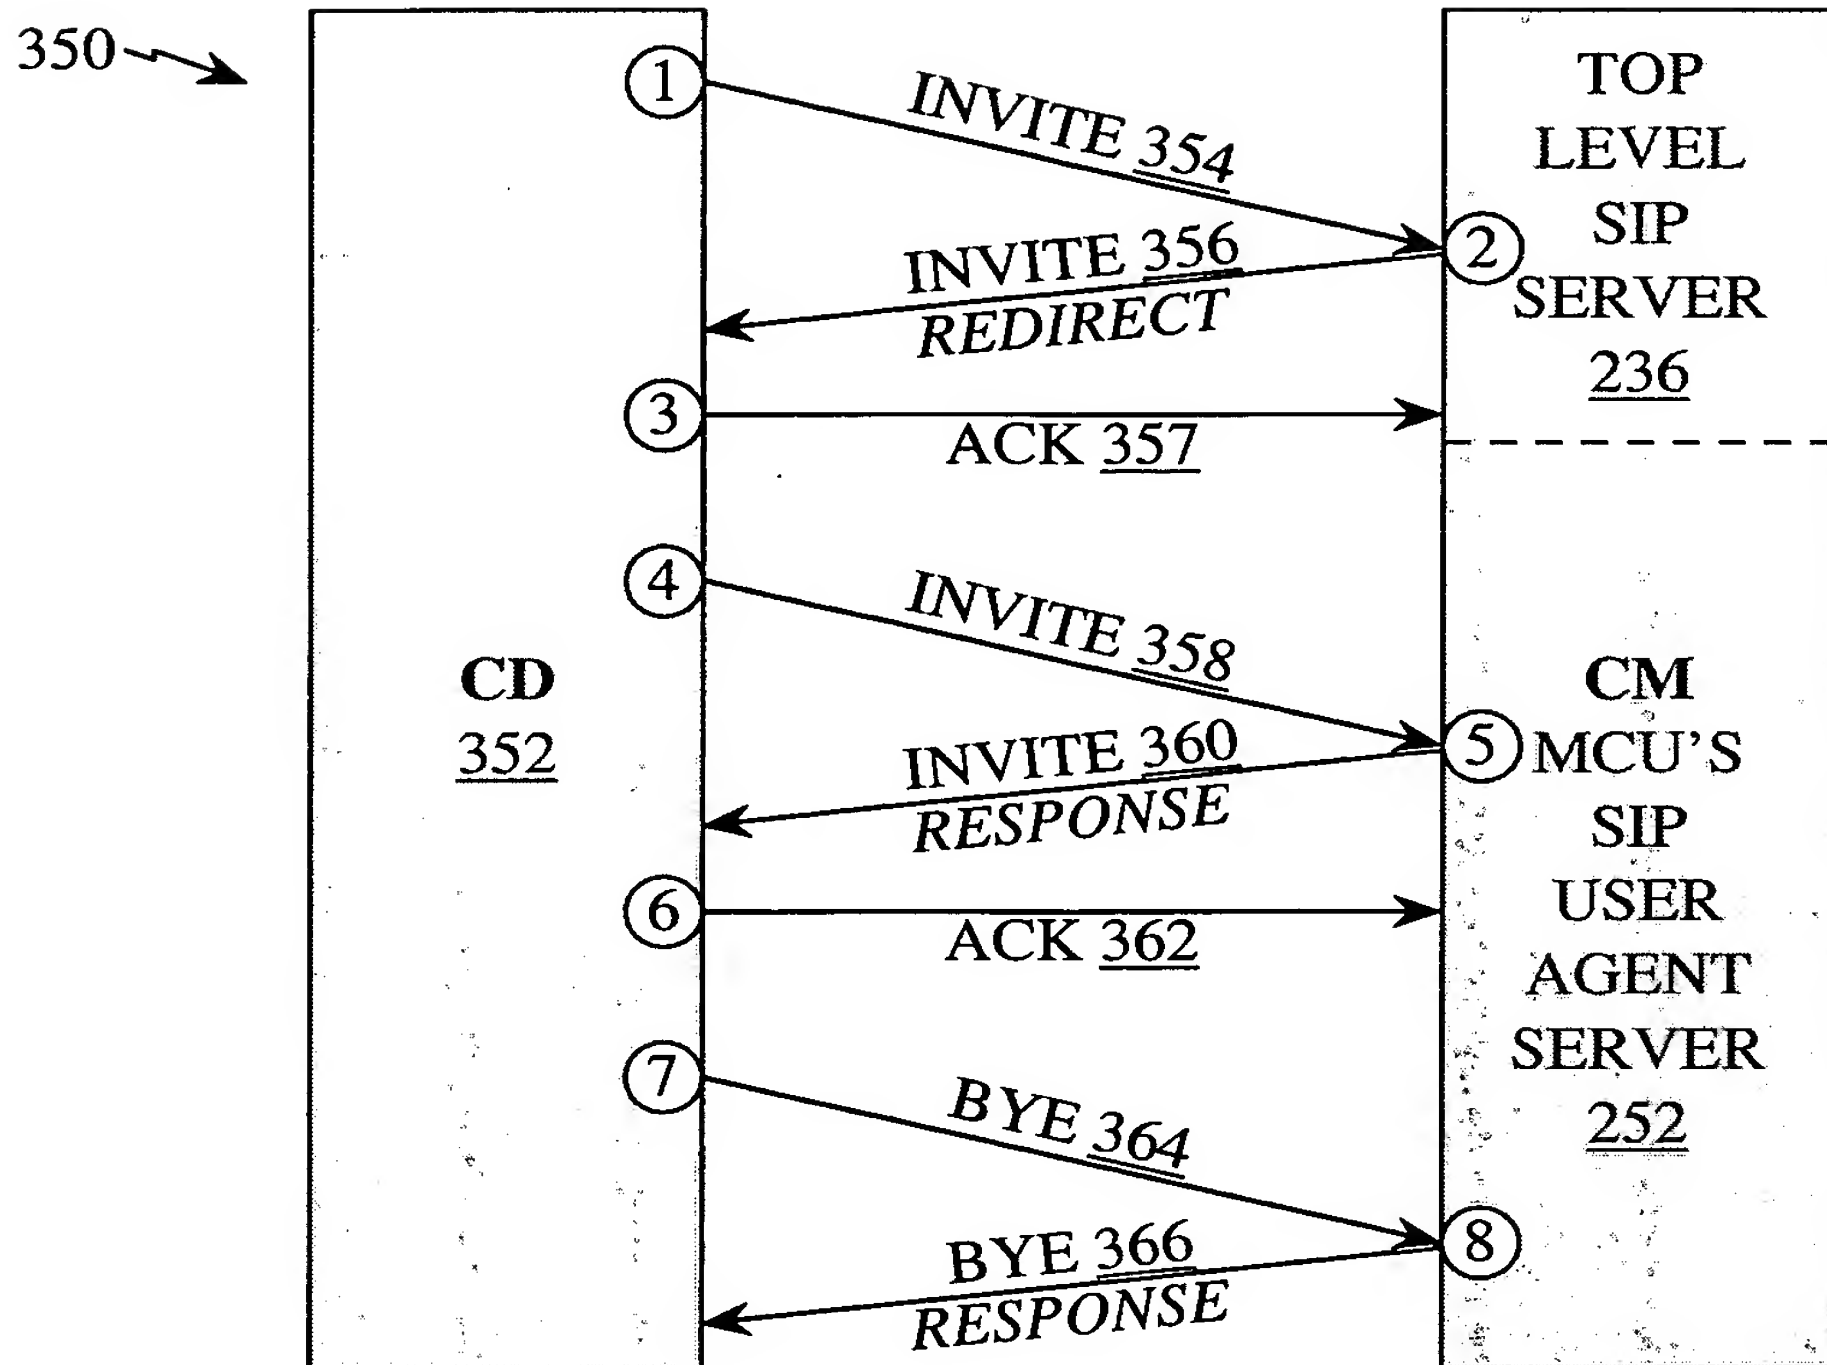 350
1
INVITE 354
2
INVITE 356
REDIRECT
3
ACK 357
TOP
LEVEL
SIP
SERVER
236
4
INVITE 358
5
INVITE 360
RESPONSE
6
ACK 362
7
BYE 364
8
BYE 366
RESPONSE
CD
352
CM
MCU'S
SIP
USER
AGENT
SERVER
252